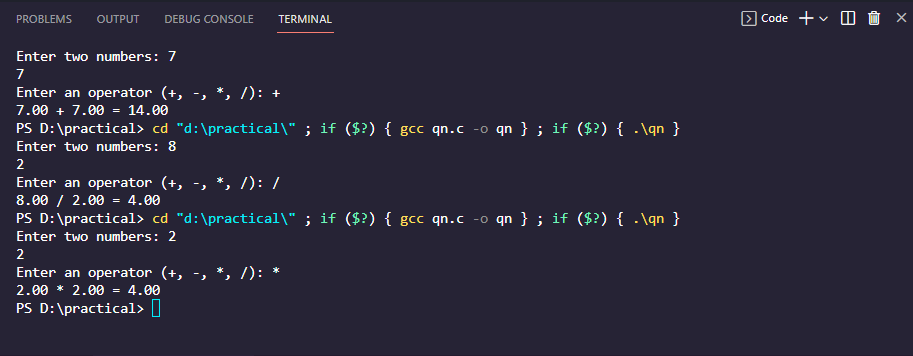 PROBLEMS OUTPUT DEBUG CONSOLE TERMINAL Code
Enter two numbers: 7
7
Enter an operator (+, -, *, /): +
7.00 + 7.00 = 14.00
PS D:\practical> cd "d:\practical\" ; if ($?) { gcc qn.c -o qn } ; if ($?) { .\qn }
Enter two numbers: 8
2
Enter an operator (+, -, *, /): /
8.00 / 2.00 = 4.00
PS D:\practical> cd "d:\practical\" ; if ($?) { gcc qn.c -o qn } ; if ($?) { .\qn }
Enter two numbers: 2
2
Enter an operator (+, -, *, /): *
2.00 * 2.00 = 4.00
PS D:\practical>